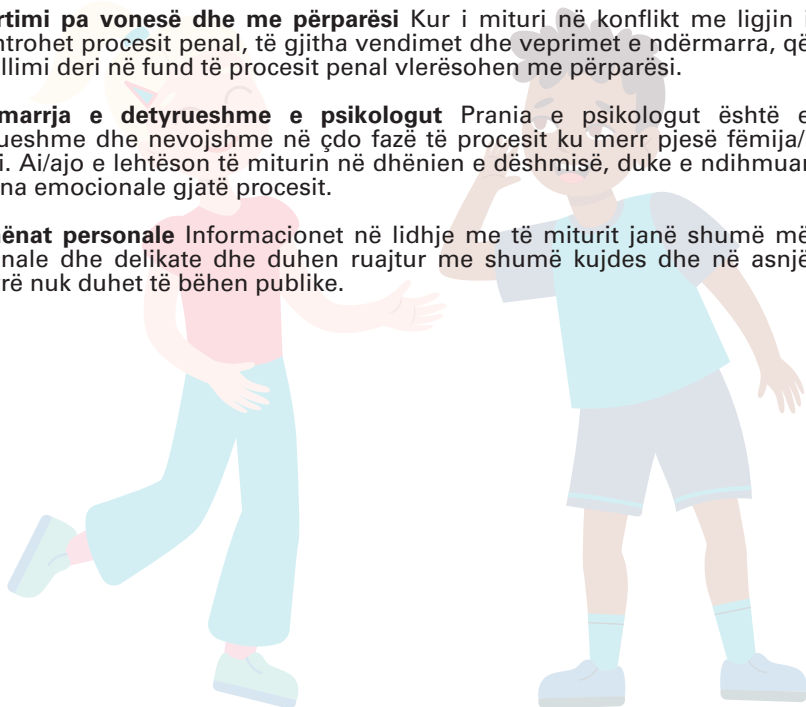 rtimi pa vonesë dhe me përparësi Kur i mituri në konflikt me ligjin i
ntrohet procesit penal, të gjitha vendimet dhe veprimet e ndërmarra, që
llimi deri në fund të procesit penal vlerësohen me përparësi.
marrja e detyrueshme e psikologut Prania e psikologut është e
ueshme dhe nevojshme në çdo fazë të procesit ku merr pjesë fëmija/
i. Ai/ajo e lehtëson të miturin në dhënien e dëshmisë, duke e ndihmuar
na emocionale gjatë procesit.
ënat personale Informacionet në lidhje me të miturit janë shumë më
nale dhe delikate dhe duhen ruajtur me shumë kujdes dhe në asnjë
rë nuk duhet të bëhen publike.